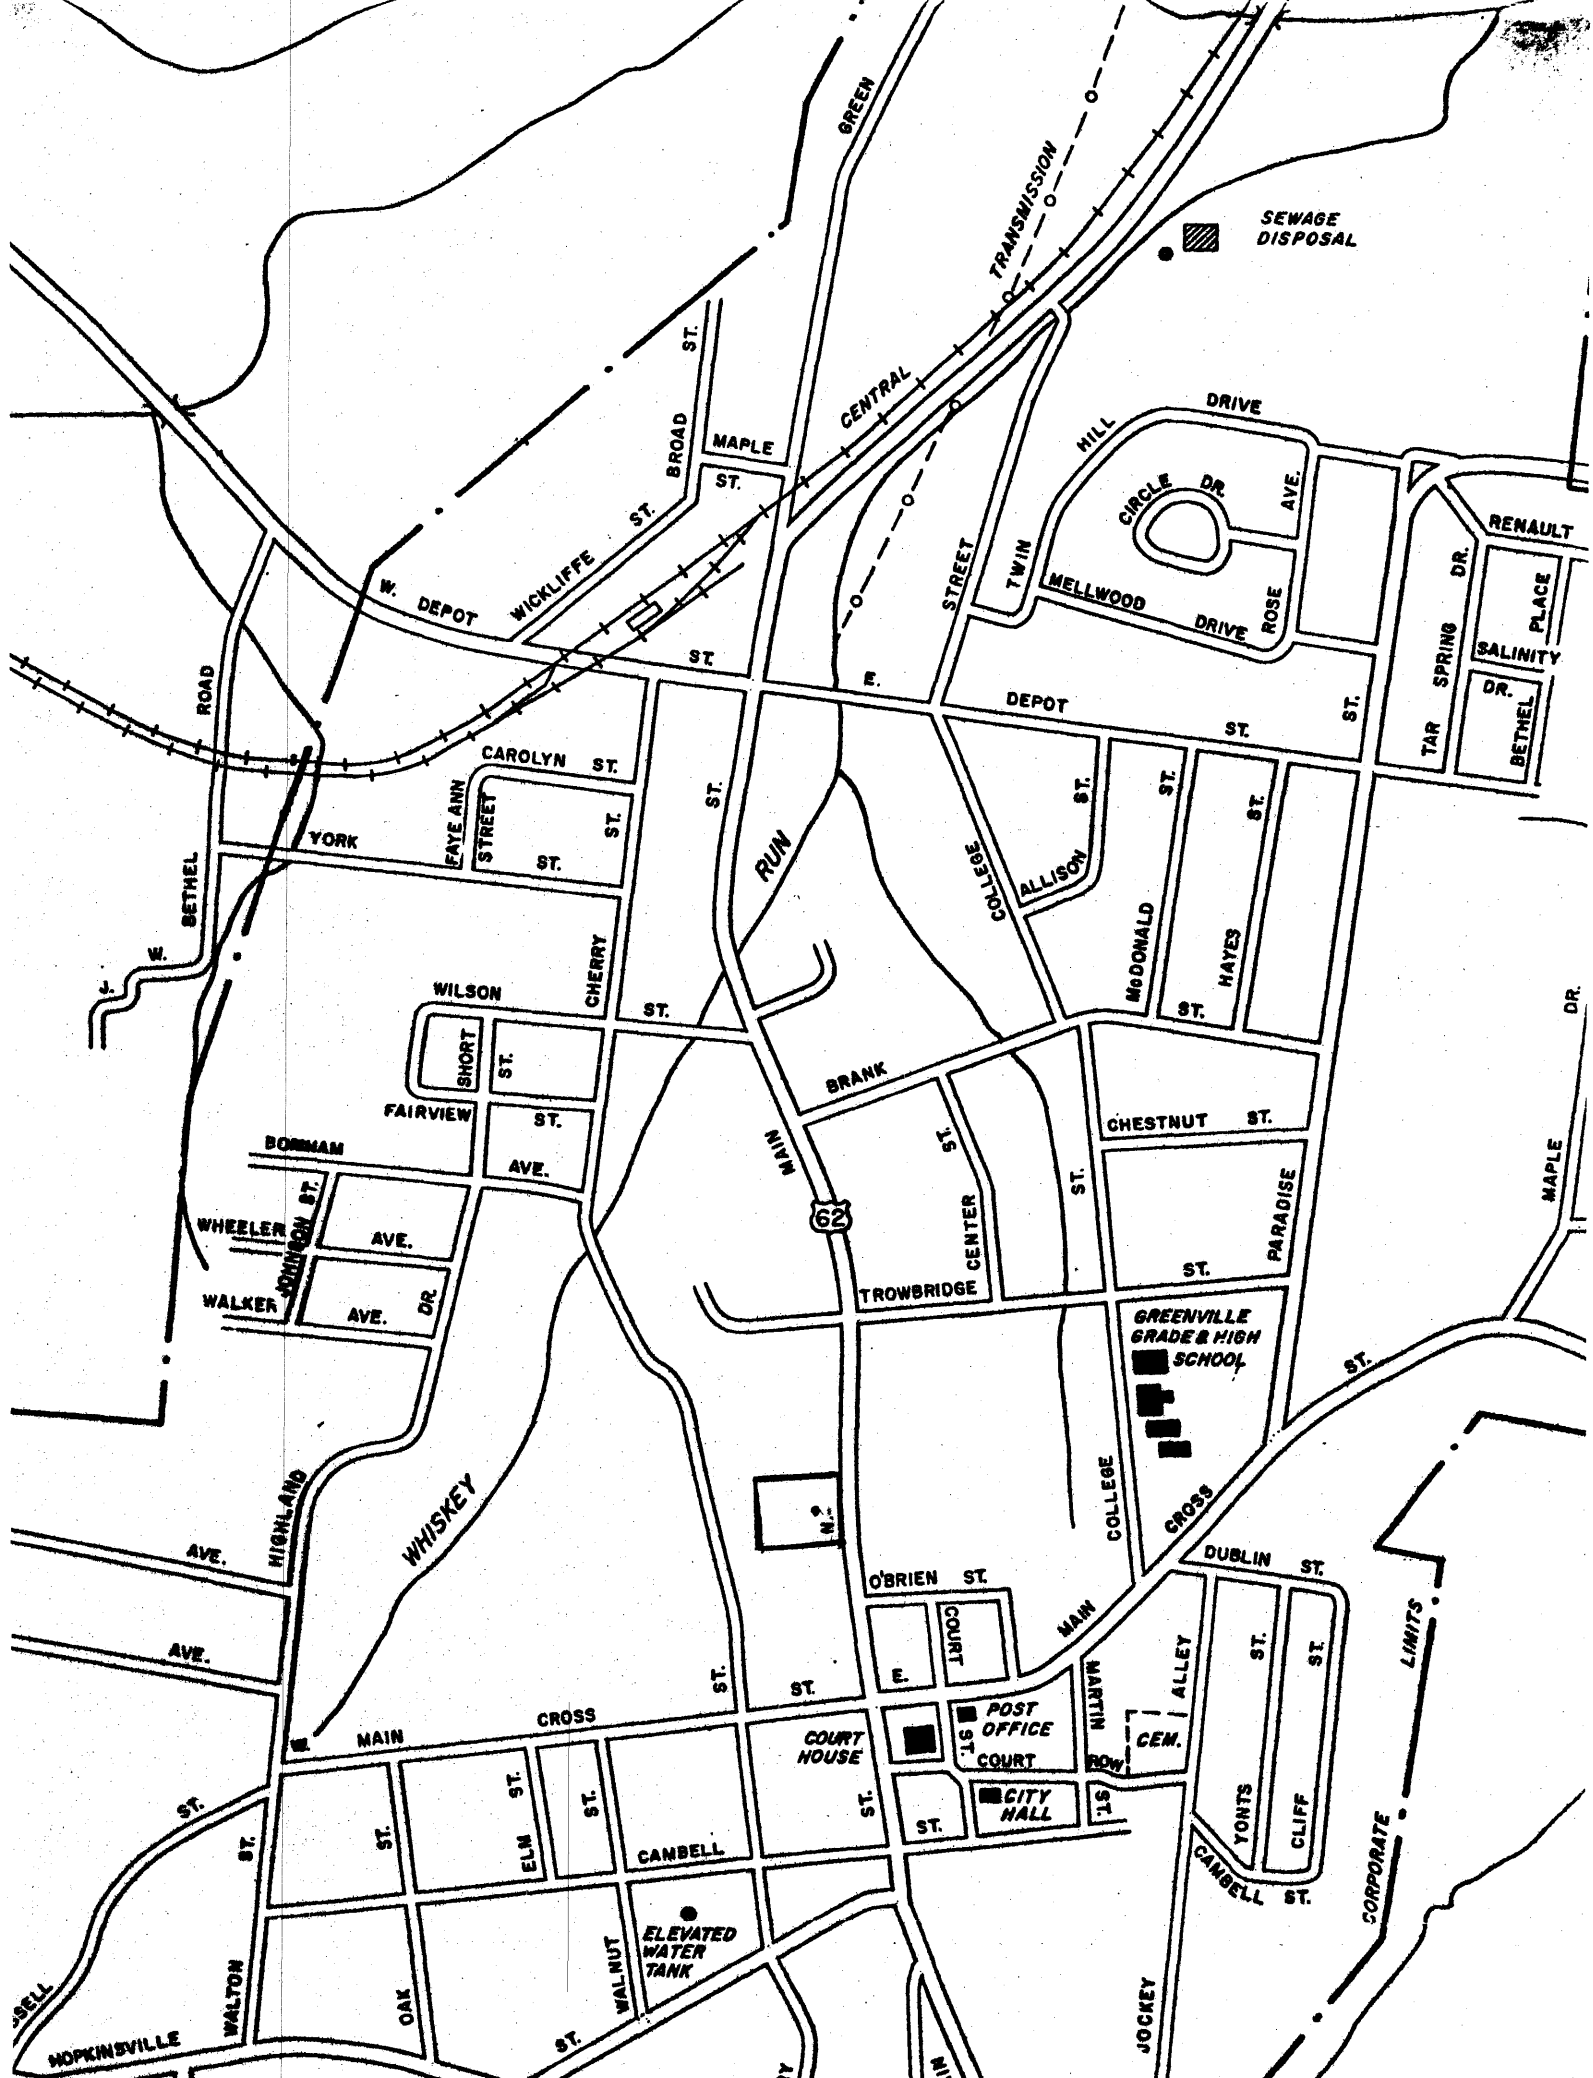 GREEN
TRANSMISSION
SEWAGE
DISPOSAL
ST.
CENTRAL
BROAD
MAPLE
ST.
HILL
DRIVE
CIRCLE DR.
AVE.
WICKLIFFE ST.
RENAULT
W. DEPOT
ST.
STREET
TWIN
MELLWOOD
DRIVE
ROSE
DR.
PLACE
SPRING
SALINITY
DR.
TAR
BETHEL
ROAD
E.
DEPOT
ST.
ST.
CAROLYN ST.
FAYE ANN
STREET
ST.
ST.
RUN
ST.
ST.
ST.
YORK
ST.
BETHEL
COLLEGE
ALLISON
McDONALD
HAYES
J. W.
CHERRY
WILSON
ST.
ST.
DR.
SHORT
ST.
BRANK
FAIRVIEW
ST.
CHESTNUT ST.
MAIN
ST.
AVE.
ST.
ST.
MAPLE
62
CENTER
PARADISE
WHEELER
JOHNSON
AVE.
WALKER
AVE.
DR.
TROWBRIDGE
ST.
GREENVILLE
GRADE & HIGH
SCHOOL
ST.
HIGHLAND
WHISKEY
N.
COLLEGE
CROSS
AVE.
O'BRIEN ST.
DUBLIN ST.
COURT
MAIN
LIMITS
AVE.
ST.
ST.
E.
MARTIN
ALLEY
ST.
ST.
W. MAIN
CROSS
COURT
HOUSE
POST
OFFICE
ST.
CEM.
COURT
ROW
ST.
ST.
ST.
ST.
ELM
ST.
ST.
CITY
HALL
ST.
YONTS
CLIFF
ST.
CAMBELL
ST.
CAMBELL ST.
CORPORATE
ELEVATED
WATER
TANK
WALTON
OAK
WALNUT
ST.
JOCKEY
HOPKINSVILLE